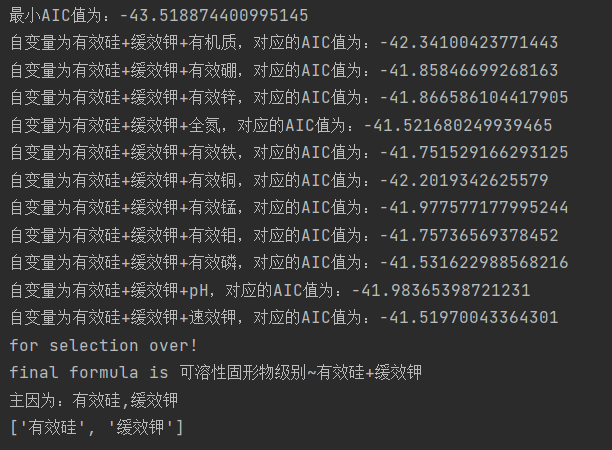 最小AIC值为：-43.518874400995145
自变量为有效硅+缓效钾+有机质，对应的AIC值为：-42.34100423771443
自变量为有效硅+缓效钾+有效硼，对应的AIC值为：-41.85846699268163
自变量为有效硅+缓效钾+有效锌，对应的AIC值为：-41.866586104417905
自变量为有效硅+缓效钾+全氮，对应的AIC值为：-41.521680249939465
自变量为有效硅+缓效钾+有效铁，对应的AIC值为：-41.751529166293125
自变量为有效硅+缓效钾+有效铜，对应的AIC值为：-42.2019342625579
自变量为有效硅+缓效钾+有效锰，对应的AIC值为：-41.977577177995244
自变量为有效硅+缓效钾+有效钼，对应的AIC值为：-41.75736569378452
自变量为有效硅+缓效钾+有效磷，对应的AIC值为：-41.531622988568216
自变量为有效硅+缓效钾+pH，对应的AIC值为：-41.98365398721231
自变量为有效硅+缓效钾+速效钾，对应的AIC值为：-41.51970043364301
for selection over!
final formula is 可溶性固形物级别~有效硅+缓效钾
主因为：有效硅,缓效钾
['有效硅', '缓效钾']